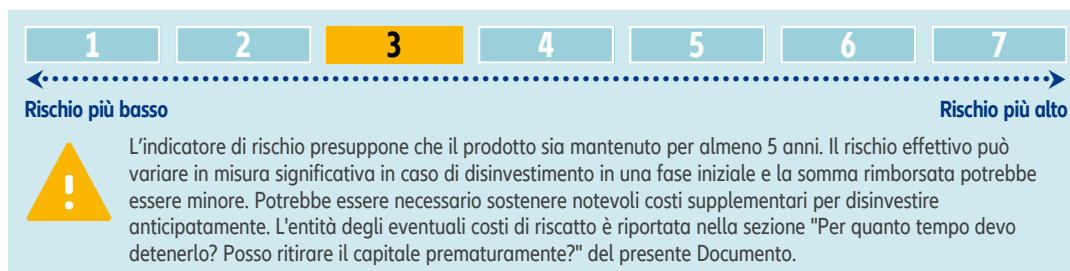 1 2 3 4 5 6 7
Rischio più basso Rischio più alto
L'indicatore di rischio presuppone che il prodotto sia mantenuto per almeno 5 anni. Il rischio effettivo può
variare in misura significativa in caso di disinvestimento in una fase iniziale e la somma rimborsata potrebbe
essere minore. Potrebbe essere necessario sostenere notevoli costi supplementari per disinvestire
anticipatamente. L'entità degli eventuali costi di riscatto è riportata nella sezione "Per quanto tempo devo
detenerlo? Posso ritirare il capitale prematuramente?" del presente Documento.